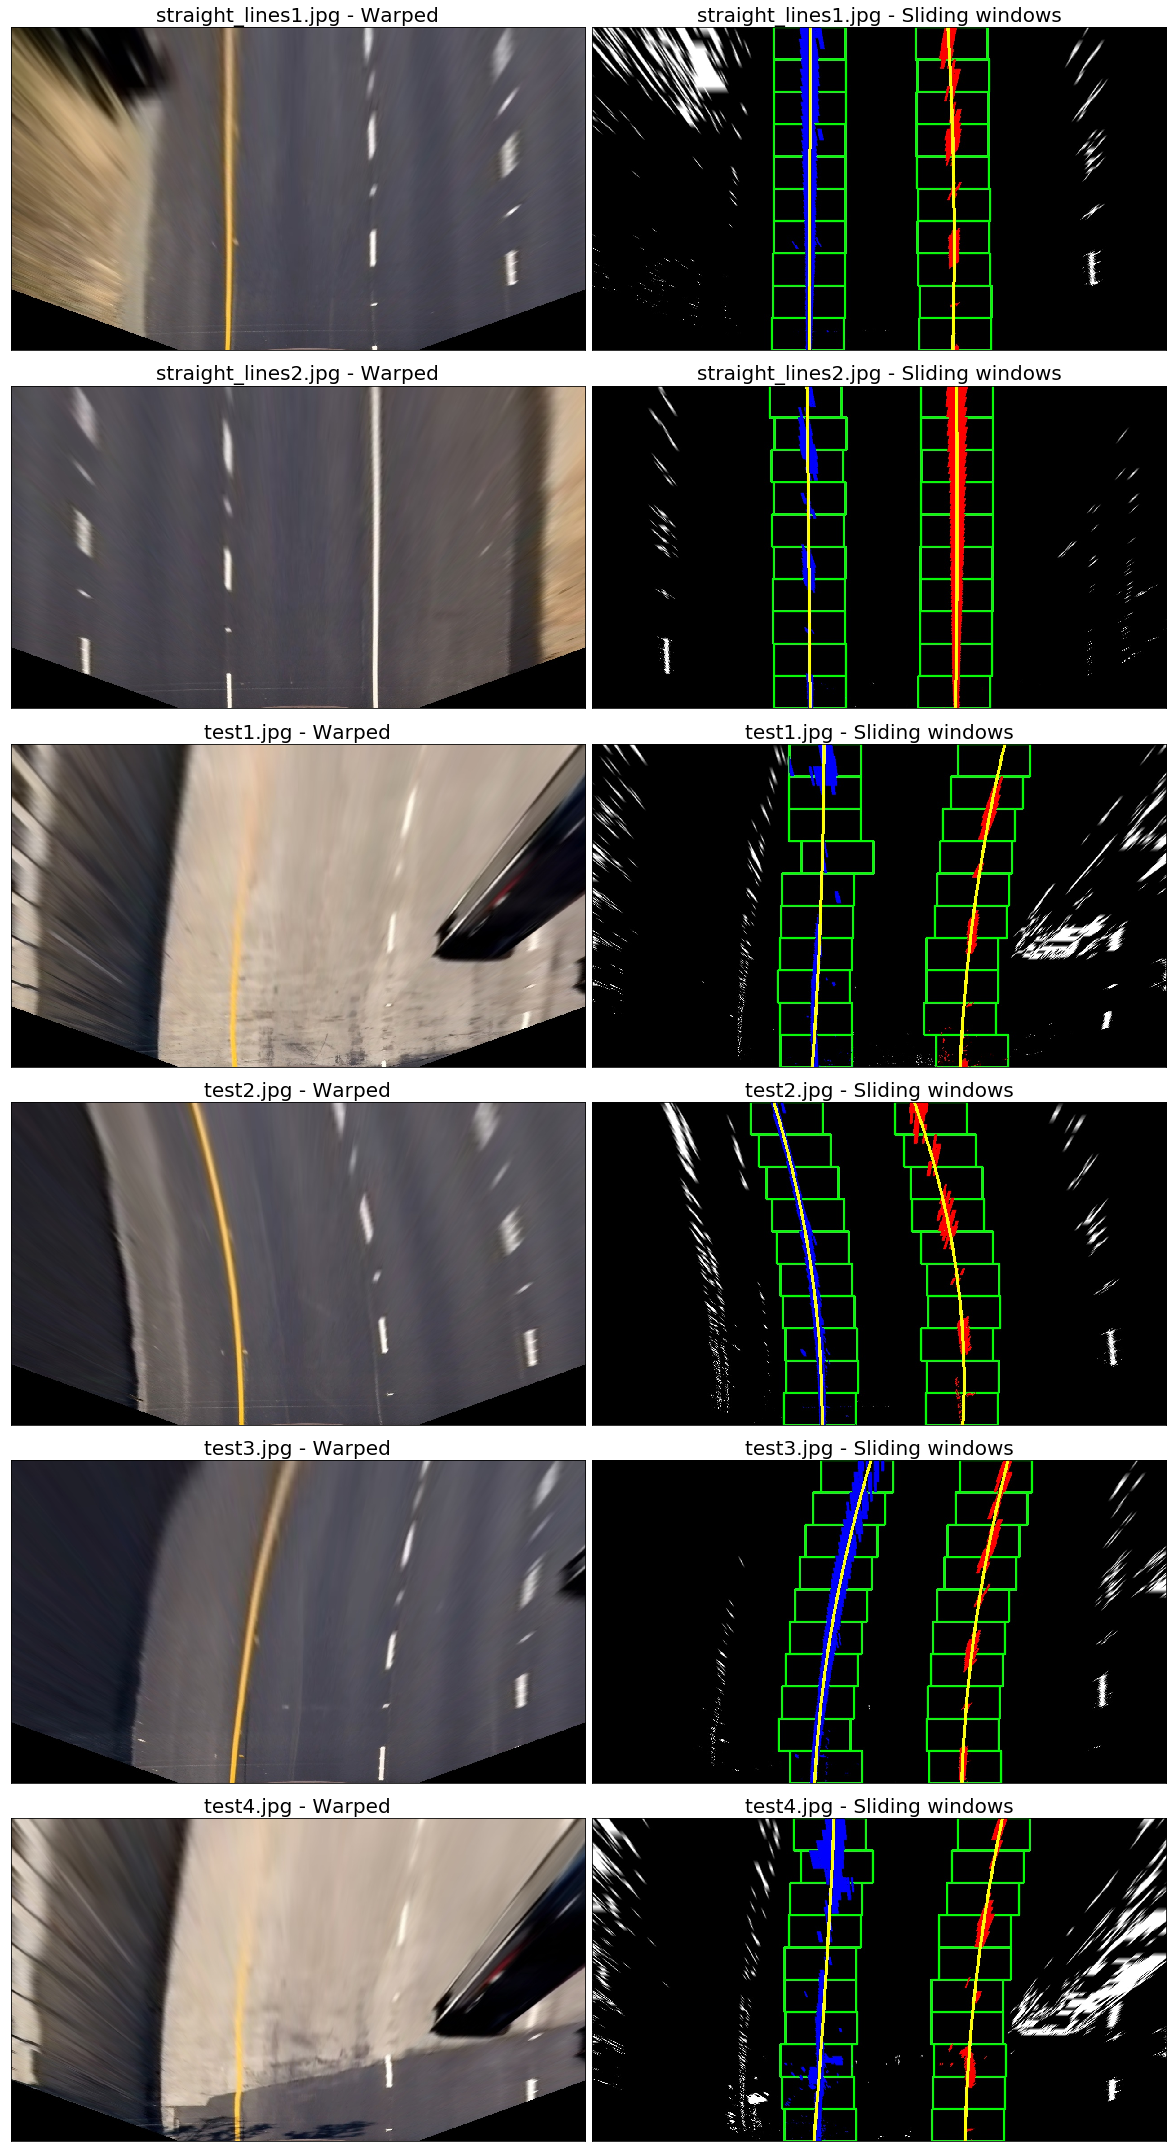 straight_lines1.jpg - Warped
straight_lines1.jpg - Sliding windows
straight_lines2.jpg - Warped
straight_lines2.jpg - Sliding windows
test1.jpg - Warped
test1.jpg - Sliding windows
test2.jpg - Warped
test2.jpg - Sliding windows
test3.jpg - Warped
test3.jpg - Sliding windows
test4.jpg - Warped
test4.jpg - Sliding windows